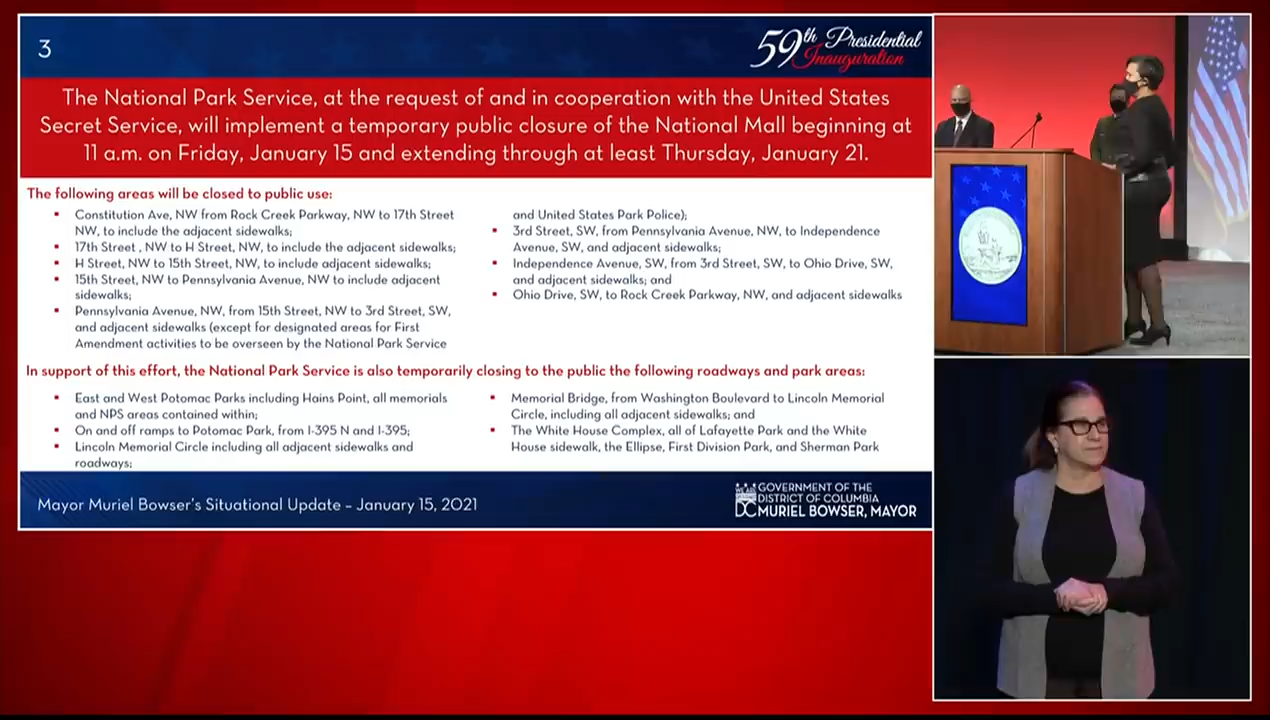 3
59th Presidential
Inauguration
The National Park Service, at the request of and in cooperation with the United States
Secret Service, will implement a temporary public closure of the National Mall beginning at
11 a.m. on Friday, January 15 and extending through at least Thursday, January 21.
The following areas will be closed to public use:
▪ Constitution Ave, NW from Rock Creek Parkway, NW to 17th Street
NW, to include the adjacent sidewalks;
▪ 17th Street , NW to H Street, NW, to include the adjacent sidewalks;
▪ H Street, NW to 15th Street, NW, to include adjacent sidewalks;
▪ 15th Street, NW to Pennsylvania Avenue, NW to include adjacent
sidewalks;
▪ Pennsylvania Avenue, NW, from 15th Street, NW to 3rd Street, SW,
and adjacent sidewalks (except for designated areas for First
Amendment activities to be overseen by the National Park Service
and United States Park Police);
▪ 3rd Street, SW, from Pennsylvania Avenue, NW, to Independence
Avenue, SW, and adjacent sidewalks;
▪ Independence Avenue, SW, from 3rd Street, SW, to Ohio Drive, SW,
and adjacent sidewalks; and
▪ Ohio Drive, SW, to Rock Creek Parkway, NW, and adjacent sidewalks
In support of this effort, the National Park Service is also temporarily closing to the public the following roadways and park areas:
▪ East and West Potomac Parks including Hains Point, all memorials
and NPS areas contained within;
▪ On and off ramps to Potomac Park, from I-395 N and I-395;
▪ Lincoln Memorial Circle including all adjacent sidewalks and
roadways;
▪ Memorial Bridge, from Washington Boulevard to Lincoln Memorial
Circle, including all adjacent sidewalks; and
▪ The White House Complex, all of Lafayette Park and the White
House sidewalk, the Ellipse, First Division Park, and Sherman Park
Mayor Muriel Bowser's Situational Update – January 15, 2021
WE ARE
DC
GOVERNMENT OF THE
DISTRICT OF COLUMBIA
MURIEL BOWSER, MAYOR